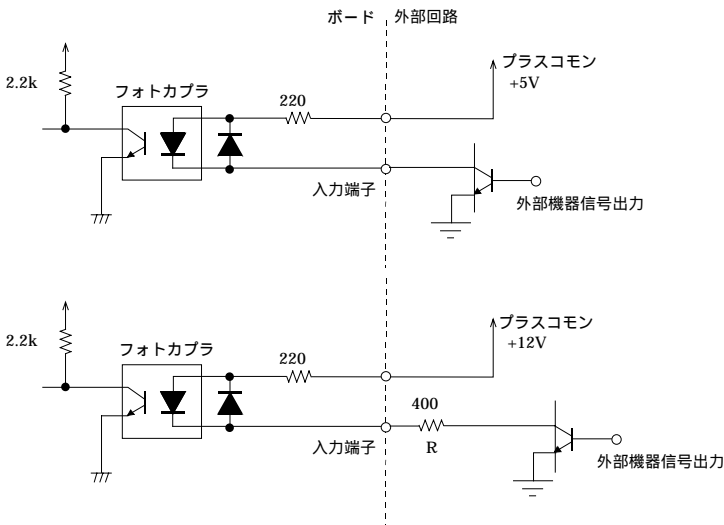 ボード 外部回路
プラスコモン
+5V
2.2k
フォトカプラ
220
入力端子
外部機器信号出力
プラスコモン
+12V
2.2k
フォトカプラ
220
400
入力端子
R
外部機器信号出力